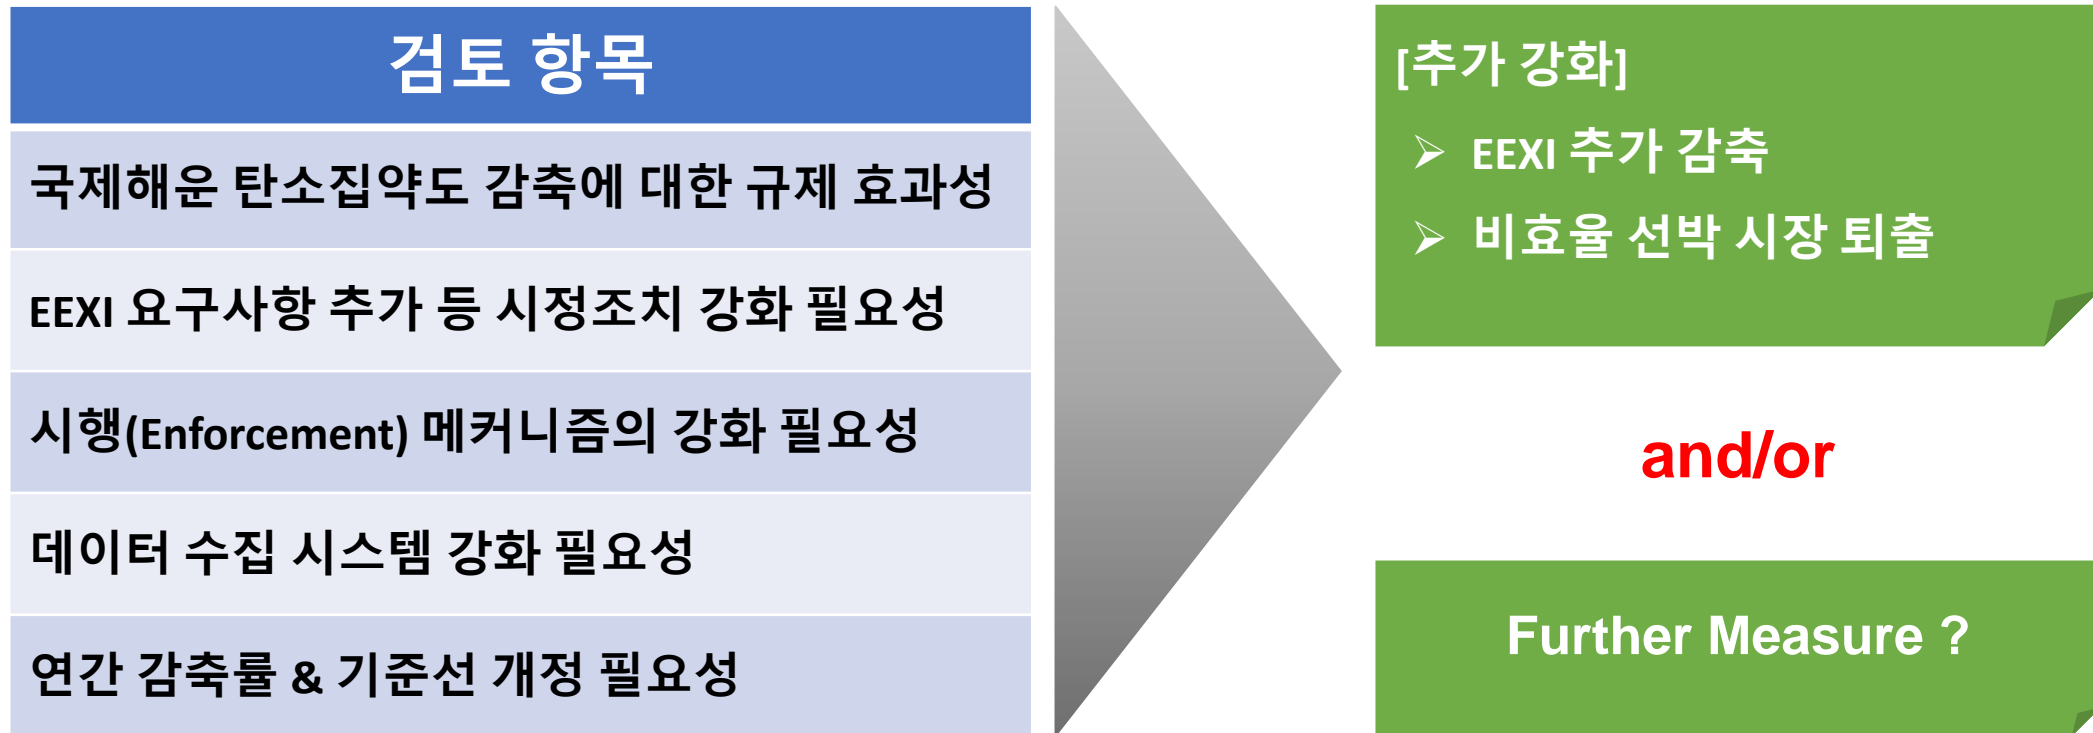 검토 항목
국제해운 탄소집약도 감축에 대한 규제 효과성
EEXI 요구사항 추가 등 시정조치 강화 필요성
시행(Enforcement) 메커니즘의 강화 필요성
데이터 수집 시스템 강화 필요성
연간 감축률 & 기준선 개정 필요성
[추가 강화]
➢ EEXI 추가 감축
➢ 비효율 선박 시장 퇴출
and/or
Further Measure ?